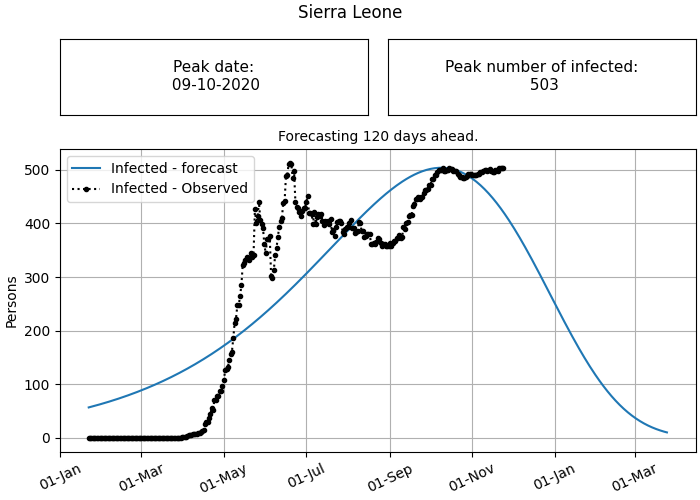 Sierra Leone
Peak date:
09-10-2020
Peak number of infected:
503
Forecasting 120 days ahead.
Infected - forecast
Infected - Observed
Persons
500
400
300
200
100
0
01-Jan
01-Mar
01-May
01-Jul
01-Sep
01-Nov
01-Jan
01-Mar